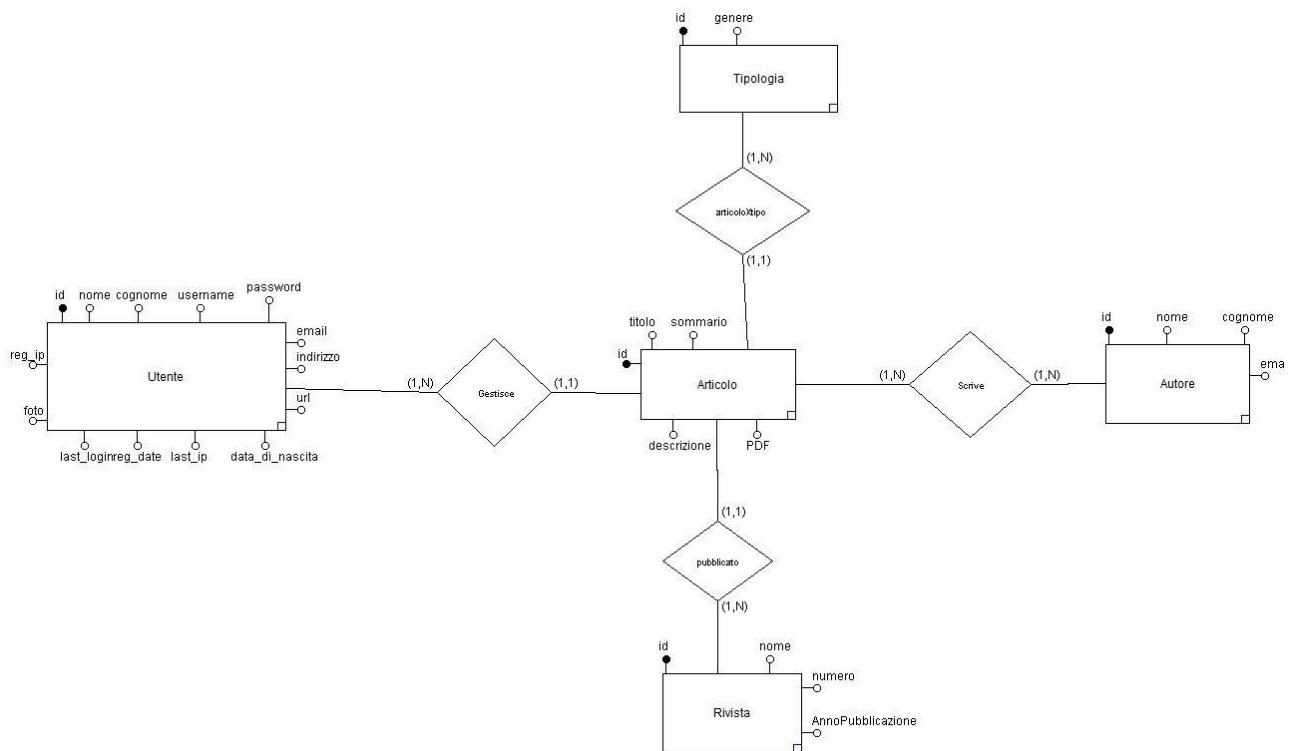 id genere
Tipologia
(1,N)
articoloXtipo
(1,1)
id nome cognome username password
email
indirizzo
url
reg_ip
foto
Utente
last_login reg_date last_ip data_di_nascita
(1,N) Gestisce (1,1)
titolo sommario
id
Articolo
descrizione PDF
(1,N) Scrive (1,N)
id nome cognome
ema
Autore
(1,1)
pubblicato
(1,N)
id nome
numero
AnnoPubblicazione
Rivista